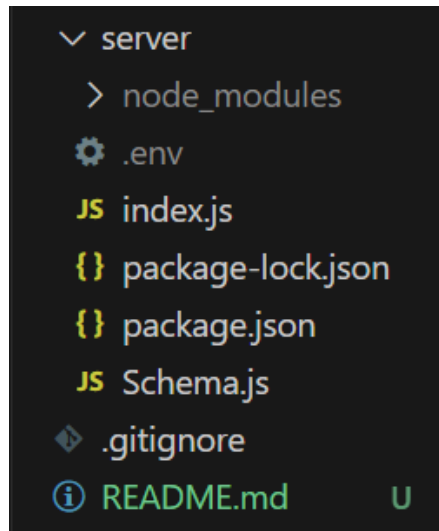 server
node_modules
.env
JS index.js
{} package-lock.json
{} package.json
JS Schema.js
.gitignore
README.md U